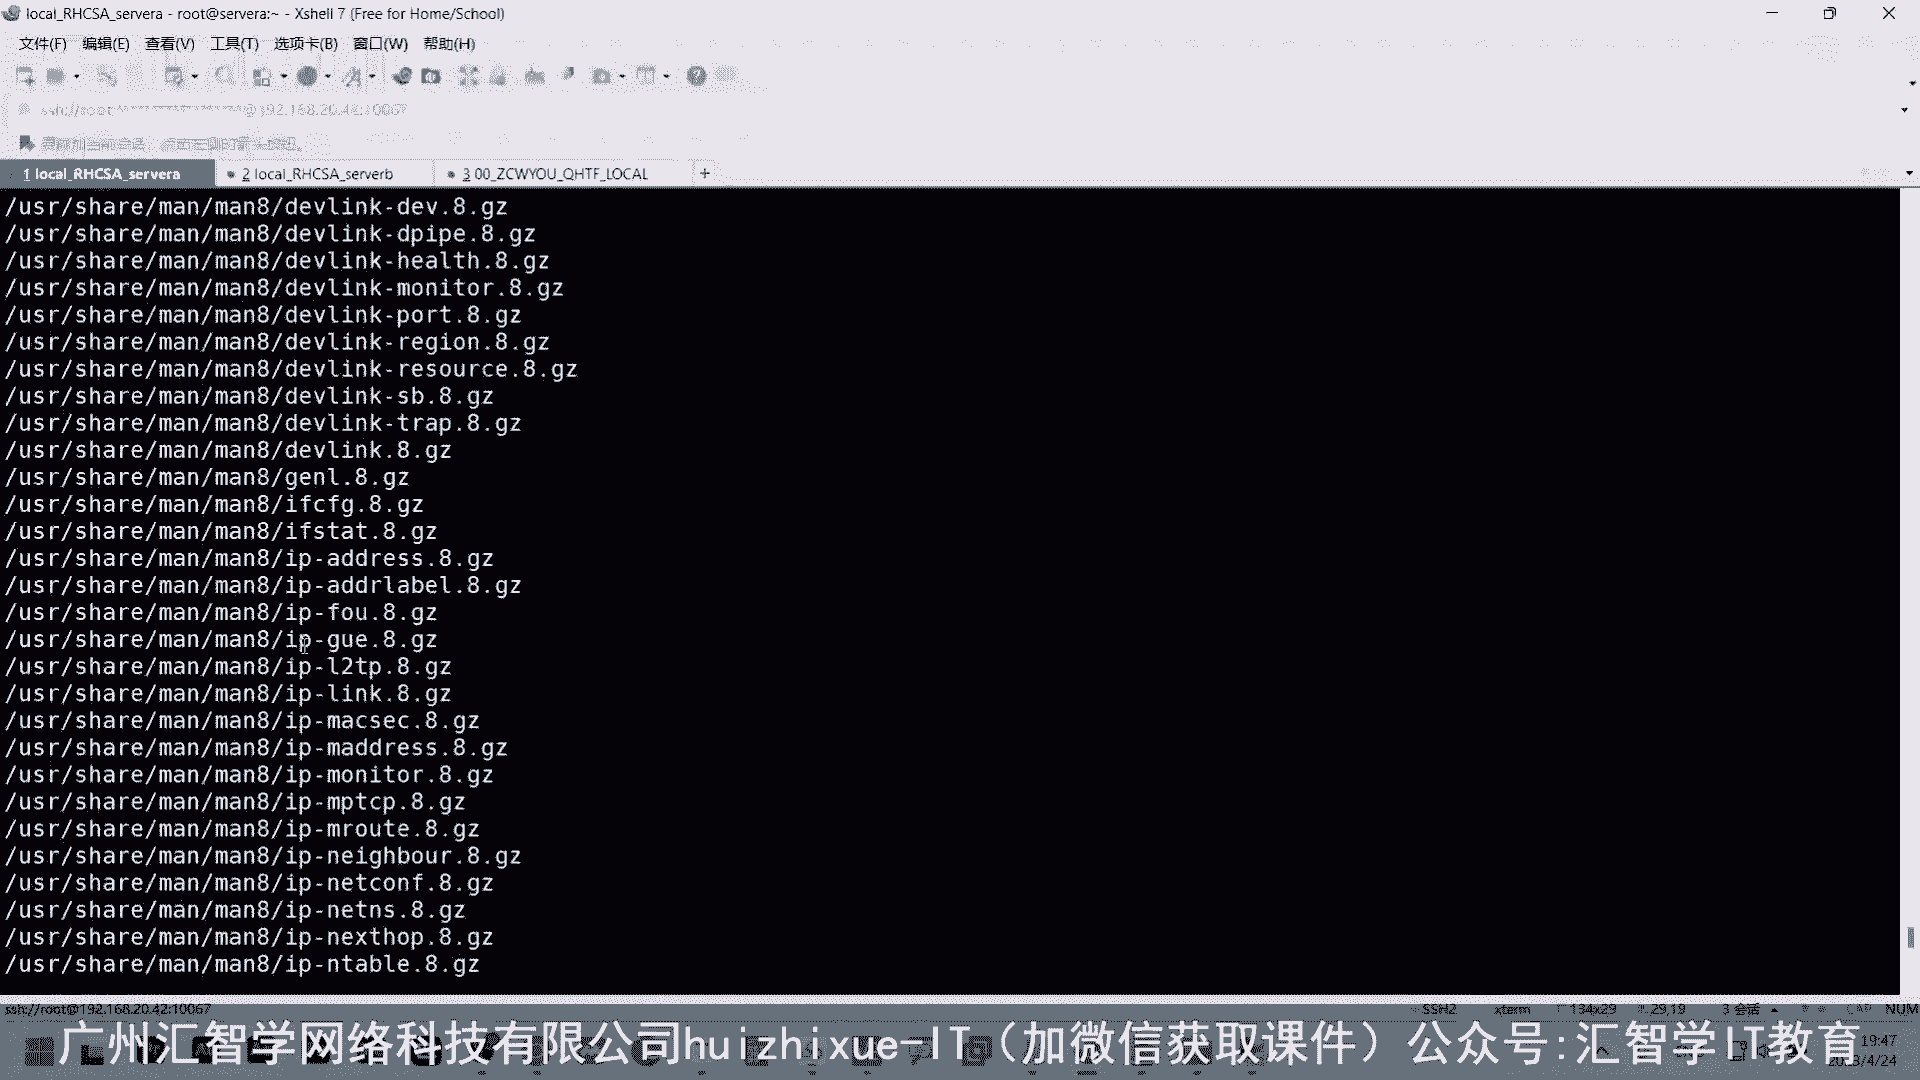 local_RHCSA_servera - root@servera:~ - Xshell 7 (Free for Home/School)
文件(F) 编辑(E) 查看(V) 工具(T) 选项卡(B) 窗口(W) 帮助(H)
1 local_RHCSA_servera 2 local_RHCSA_serverb 3 00_ZCWYOU_QHTF_LOCAL +
/usr/share/man/man8/devlink-dev.8.gz
/usr/share/man/man8/devlink-dpipe.8.gz
/usr/share/man/man8/devlink-health.8.gz
/usr/share/man/man8/devlink-monitor.8.gz
/usr/share/man/man8/devlink-port.8.gz
/usr/share/man/man8/devlink-region.8.gz
/usr/share/man/man8/devlink-resource.8.gz
/usr/share/man/man8/devlink-sb.8.gz
/usr/share/man/man8/devlink-trap.8.gz
/usr/share/man/man8/devlink.8.gz
/usr/share/man/man8/genl.8.gz
/usr/share/man/man8/ifcfg.8.gz
/usr/share/man/man8/ifstat.8.gz
/usr/share/man/man8/ip-address.8.gz
/usr/share/man/man8/ip-addrlabel.8.gz
/usr/share/man/man8/ip-fou.8.gz
/usr/share/man/man8/ip-gue.8.gz
/usr/share/man/man8/ip-l2tp.8.gz
/usr/share/man/man8/ip-link.8.gz
/usr/share/man/man8/ip-macsec.8.gz
/usr/share/man/man8/ip-maddress.8.gz
/usr/share/man/man8/ip-monitor.8.gz
/usr/share/man/man8/ip-mptcp.8.gz
/usr/share/man/man8/ip-mroute.8.gz
/usr/share/man/man8/ip-neighbour.8.gz
/usr/share/man/man8/ip-netconf.8.gz
/usr/share/man/man8/ip-netns.8.gz
/usr/share/man/man8/ip-nexthop.8.gz
/usr/share/man/man8/ip-ntable.8.gz
ssh://root@192.168.20.42:10067 SSH2 xterm 134x29 29,19 3 会话 CAP NUM
广州汇智学网络科技有限公司huizhixue-IT（加微信获取课件）公众号:汇智学IT教育
19:47